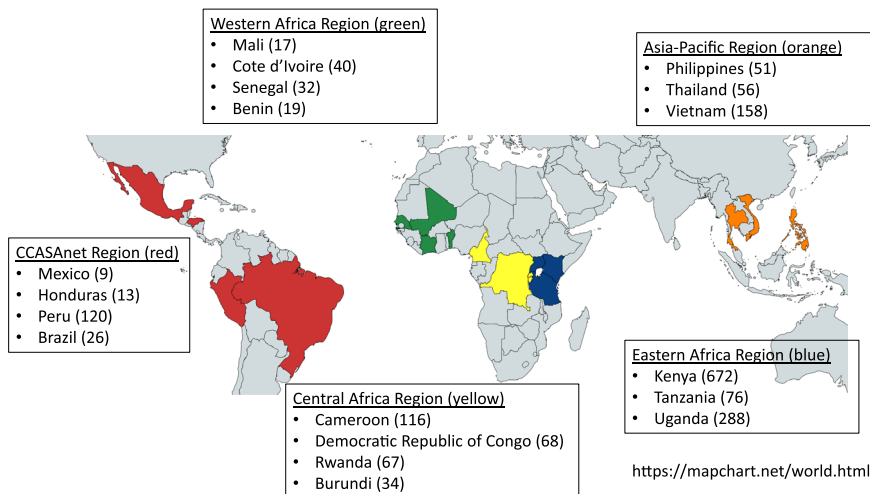 Western Africa Region (green)
• Mali (17)
• Cote d’Ivoire (40)
• Senegal (32)
• Benin (19)
Asia-Pacific Region (orange)
• Philippines (51)
• Thailand (56)
• Vietnam (158)
CCASAnet Region (red)
• Mexico (9)
• Honduras (13)
• Peru (120)
• Brazil (26)
Central Africa Region (yellow)
• Cameroon (116)
• Democratic Republic of Congo (68)
• Rwanda (67)
• Burundi (34)
Eastern Africa Region (blue)
• Kenya (672)
• Tanzania (76)
• Uganda (288)
https://mapchart.net/world.html